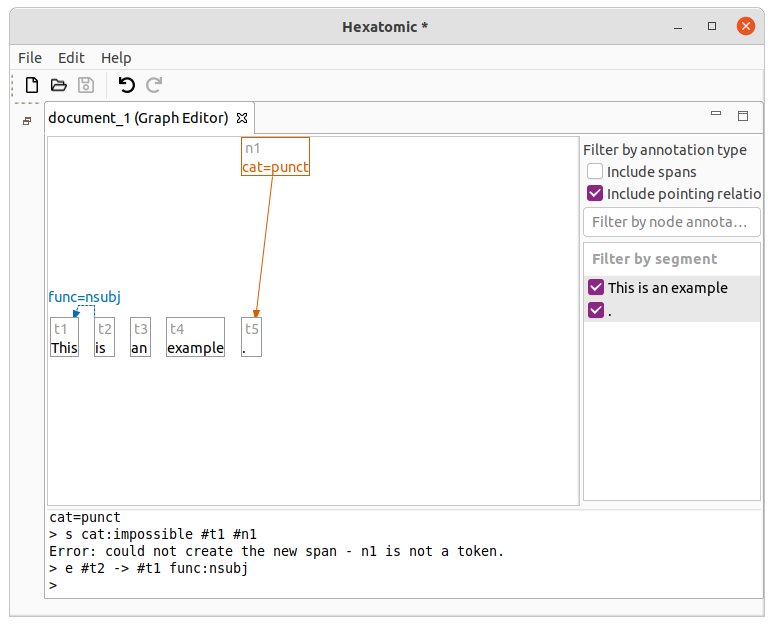 Hexatomic *
File Edit Help
document_1 (Graph Editor)
n1
cat=punct
func=nsubj
t1 t2 t3 t4 t5
This is an example .
Filter by annotation type
Include spans
Include pointing relatio
Filter by node annota...
Filter by segment
This is an example
.
cat=punct
> s cat:impossible #t1 #n1
Error: could not create the new span - n1 is not a token.
> e #t2 -> #t1 func:nsubj
>